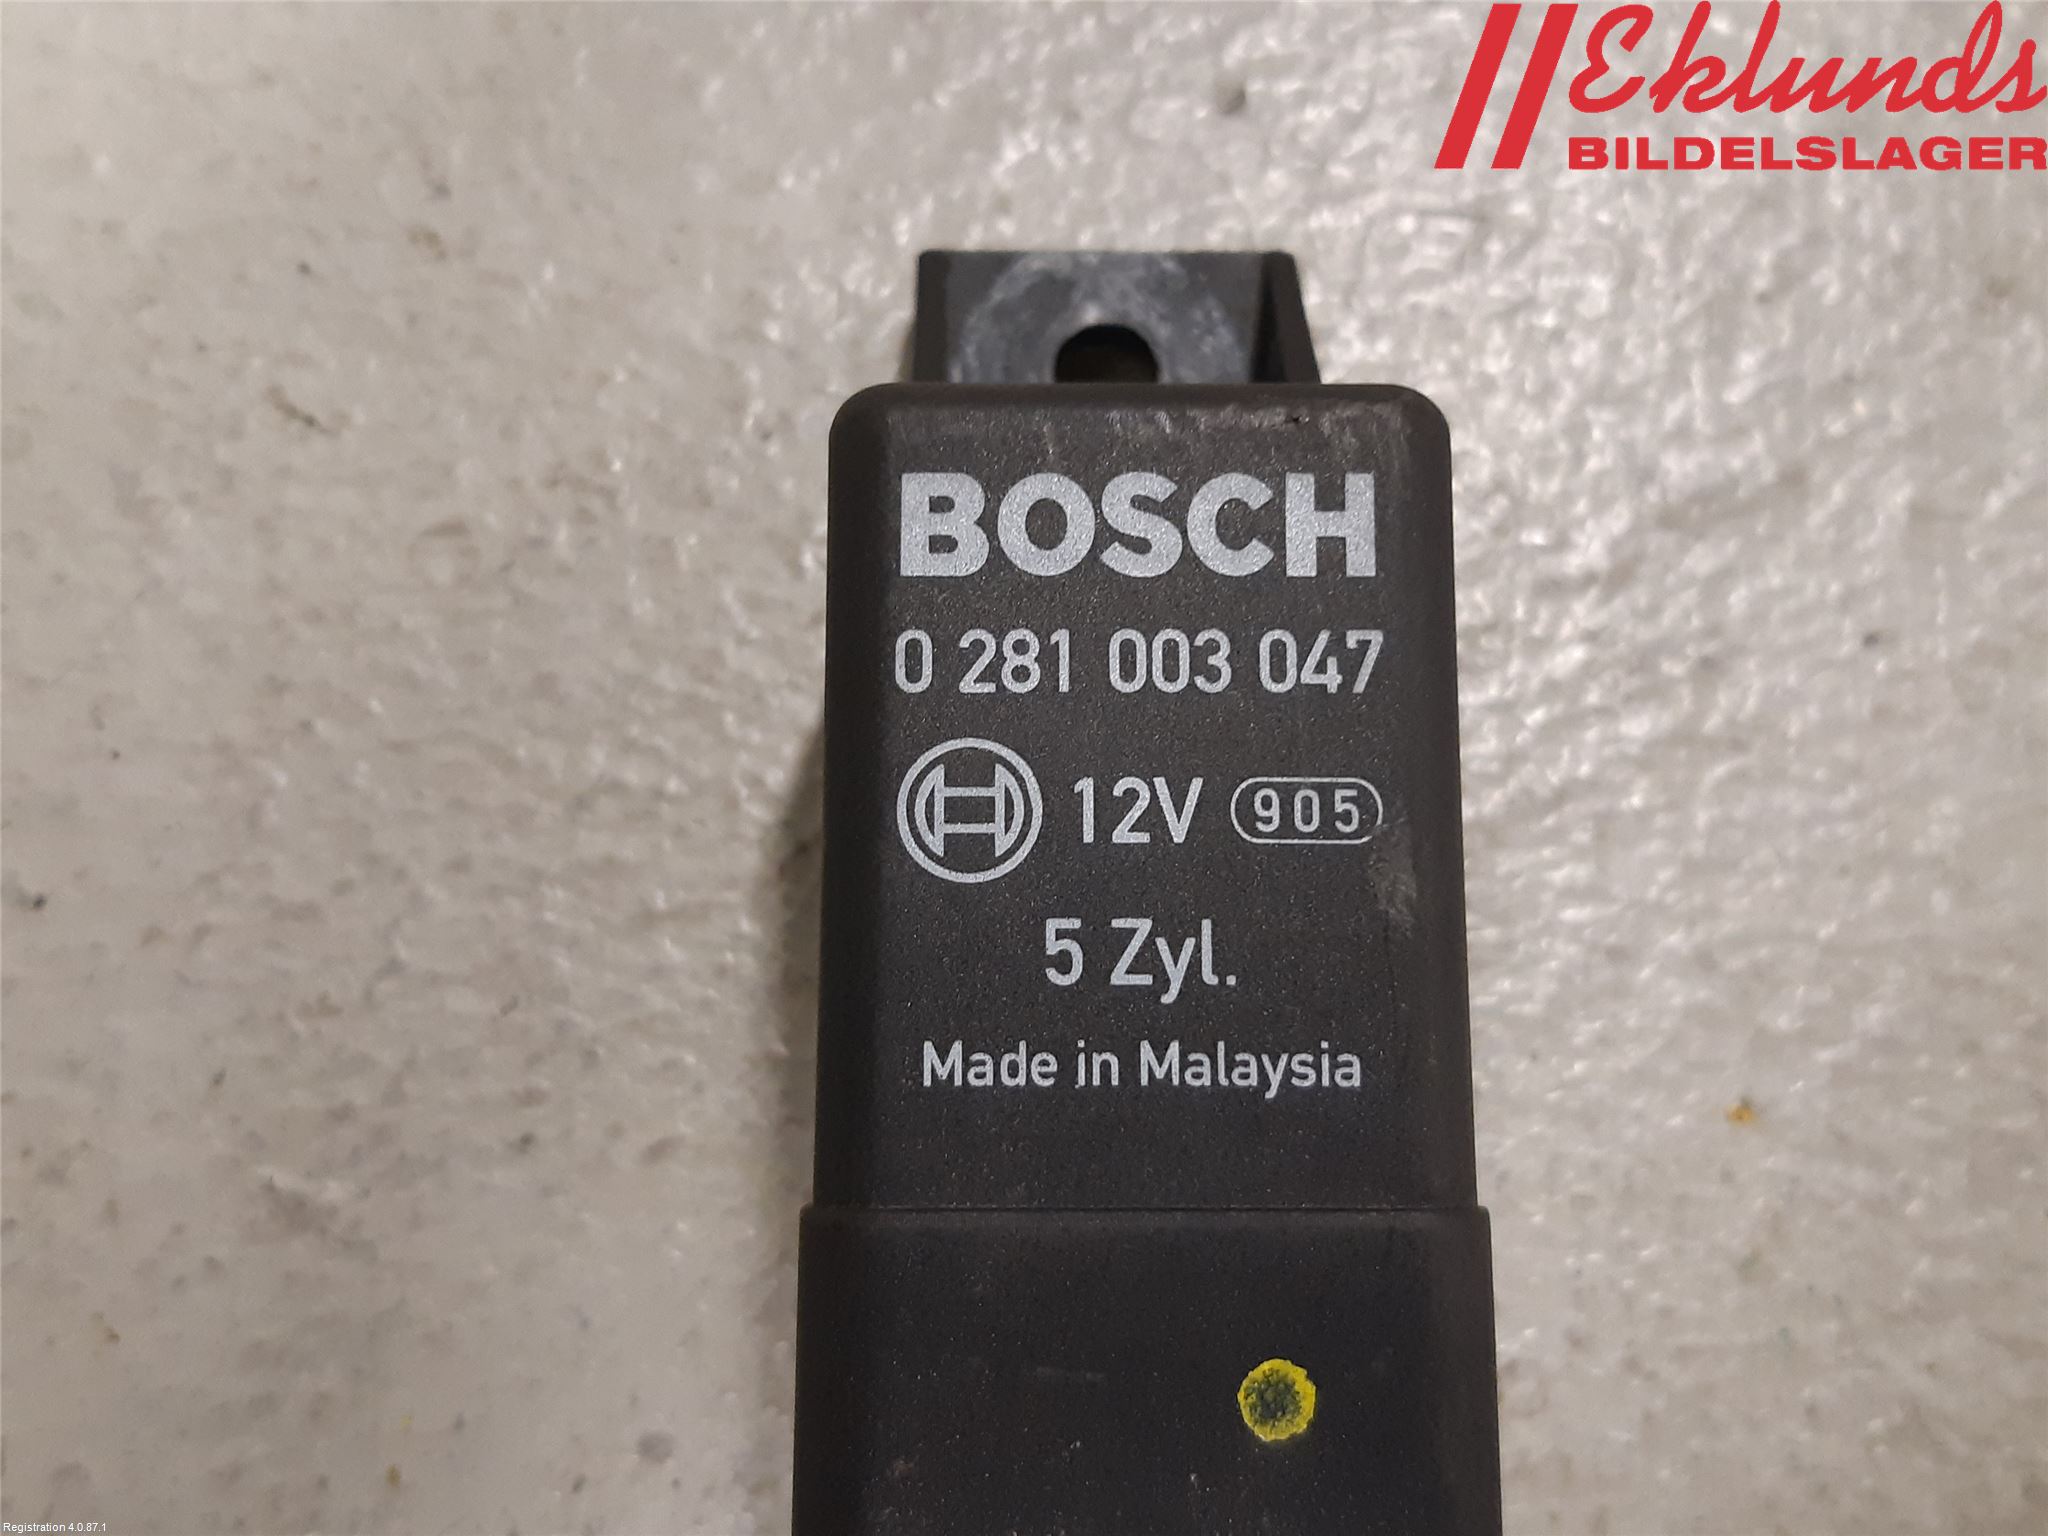 Eklunds
BILDELSLAGER
BOSCH
0 281 003 047
12V 905
5 Zyl.
Made in Malaysia
Registration 4.0.87.1